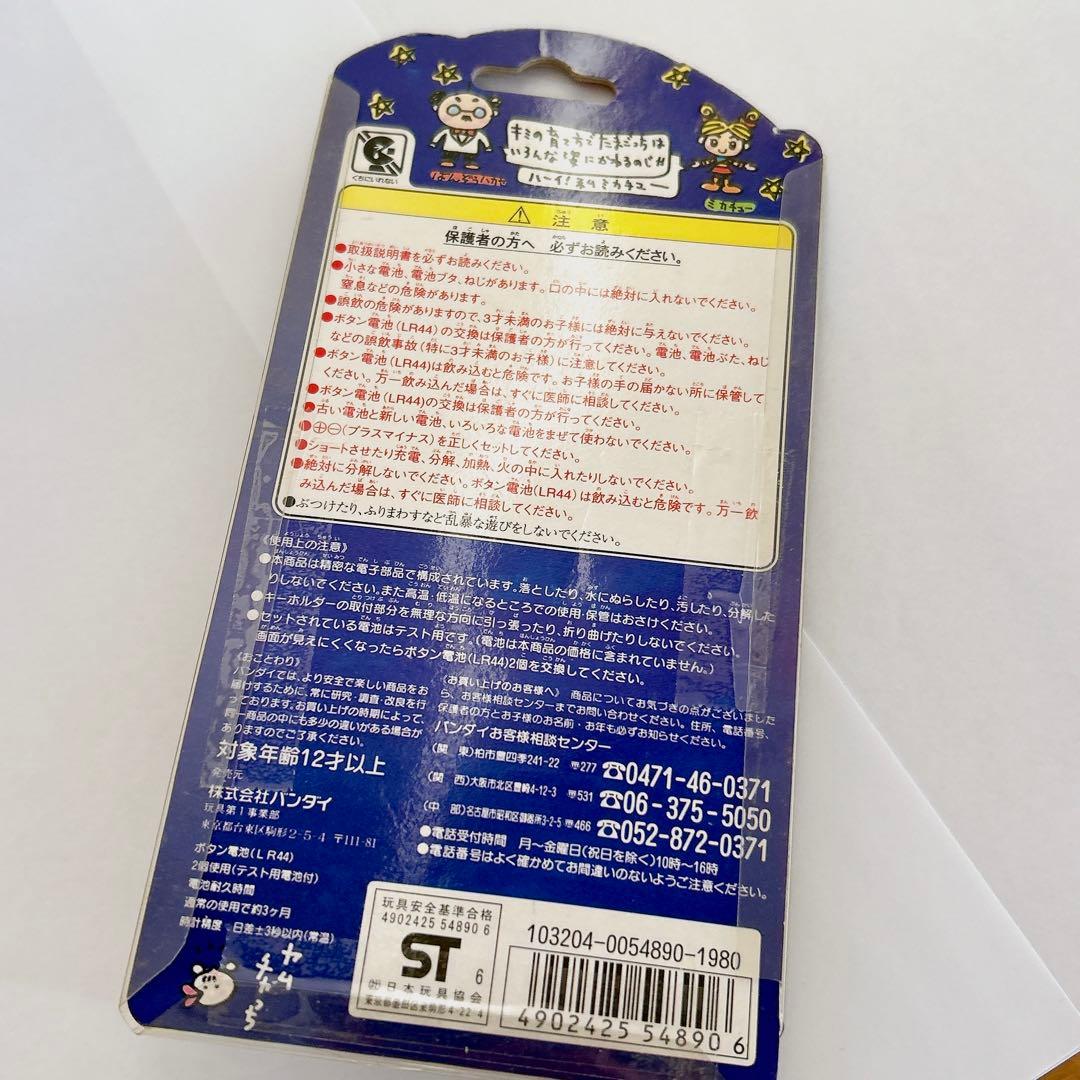 キミの育て方でたまごっちは
いろんな姿にかわるのじゃ!!
ハーイ!私ミカチュー
ばんぞうハカセ
ミカチュー
くちにいれない
注意
保護者の方へ 必ずお読みください。
●取扱説明書を必ずお読みください。
●小さな電池、電池ブタ、ねじがあります。口の中には絶対に入れないでください。
窒息などの危険があります。
●誤飲の危険がありますので、3才未満のお子様には絶対に与えないでください。
●ボタン電池(LR44)の交換は保護者の方が行ってください。電池、電池ぶた、ねじ
などの誤飲事故(特に3才未満のお子様)に注意してください。
●ボタン電池(LR44)は飲み込むと危険です。お子様の手の届かない所に保管して
ください。万一飲み込んだ場合は、すぐに医師に相談してください。
●ボタン電池(LR44)の交換は保護者の方が行ってください。
●古い電池と新しい電池、いろいろな電池をまぜて使わないでください。
●⊕⊖(プラスマイナス)を正しくセットしてください。
●ショートさせたり充電、分解、加熱、火の中に入れたりしないでください。
●絶対に分解しないでください。ボタン電池(LR44)は飲み込むと危険です。万一飲
み込んだ場合は、すぐに医師に相談してください。
●ぶつけたり、ふりまわすなど乱暴な遊びをしないでください。
《使用上の注意》
●本商品は精密な電子部品で構成されています。落としたり、水にぬらしたり、汚したり、分解した
りしないでください。また高温・低温になるところでの使用・保管はおさけください。
●キーホルダーの取付部分を無理な方向に引っ張ったり、折り曲げたりしないでください。
●セットされている電池はテスト用です。(電池は本商品の価格に含まれていません。)
画面が見えにくくなったらボタン電池(LR44)2個を交換してください。
《おことわり》
バンダイでは、より安全で楽しい商品をお
届けするために、常に研究・調査・改良を行
っております。お買い上げの時期によって、
同一商品の中にも多少の違いがある場合が
ありますのでご了承ください。
対象年齢12才以上
発売元
株式会社バンダイ
玩具第1事業部
東京都台東区駒形2-5-4 〒111-81
ボタン電池(LR44)
2個使用(テスト用電池付)
電池耐久時間
通常の使用で約3ヶ月
時計精度 日差±3秒以内(常温)
《お買い上げのお客様へ》 商品についてお気づきの点がございました
ら、お客様相談センターまでお問い合わせください。住所、電話番号、
保護者の方とお子様のお名前・お年も必ずお知らせください。
バンダイお客様相談センター
(関 東)柏市豊四季241-22 〒277 ☎0471-46-0371
(関 西)大阪市北区豊崎4-12-3 〒531 ☎06-375-5050
(中 部)名古屋市昭和区御器所3-2-5 〒466 ☎052-872-0371
●電話受付時間 月〜金曜日(祝日を除く)10時〜16時
●電話番号はよく確かめてお間違いのないようご注意ください。
玩具安全基準合格
4902425 54890 6
ST
6
㈳日本玩具協会
東京都墨田区東駒形4-22-4
103204-0054890-1980
4902425 548906